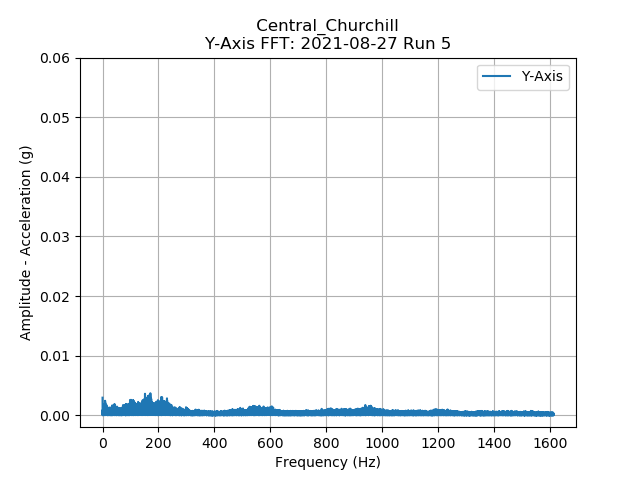 Central_Churchill
Y-Axis FFT: 2021-08-27 Run 5
Y-Axis
0.06
0.05
0.04
0.03
0.02
0.01
0.00
Amplitude - Acceleration (g)
0 200 400 600 800 1000 1200 1400 1600
Frequency (Hz)